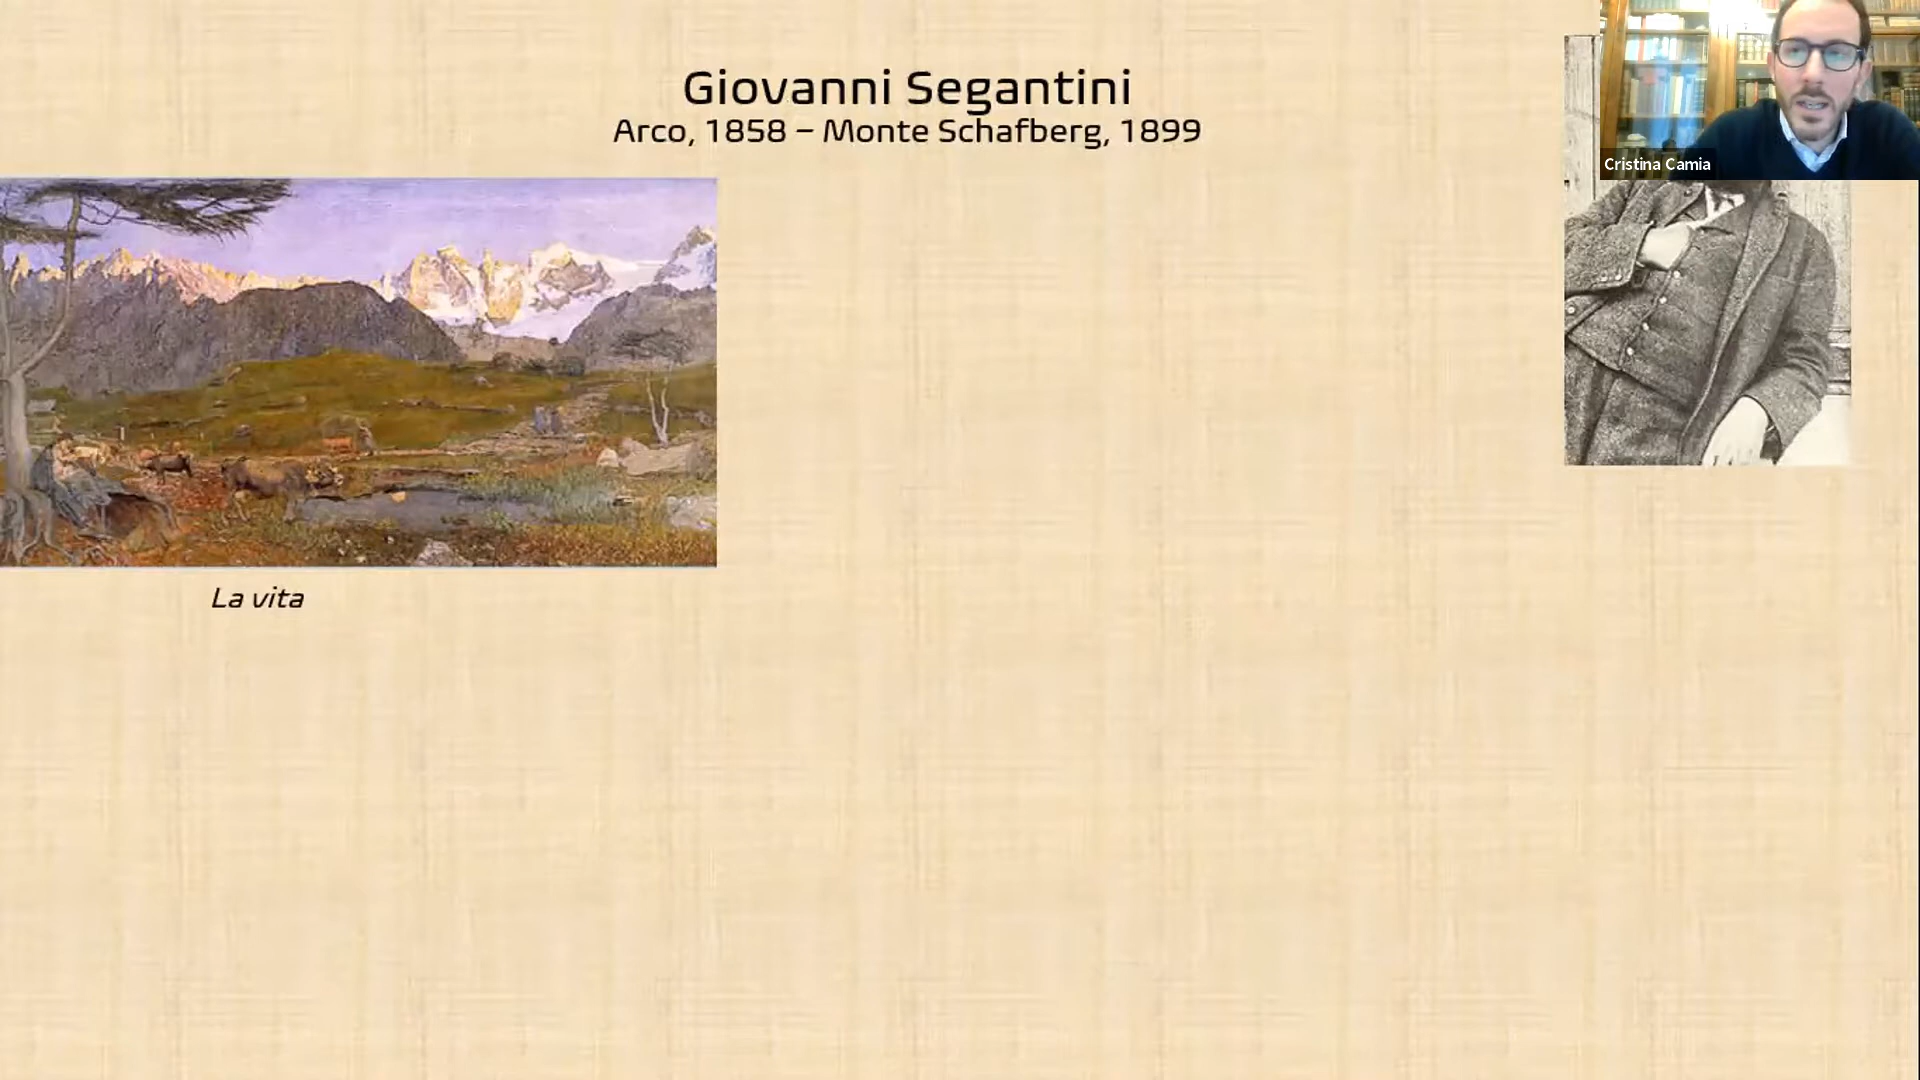 Giovanni Segantini
Arco, 1858 – Monte Schafberg, 1899
Cristina Camia
La vita